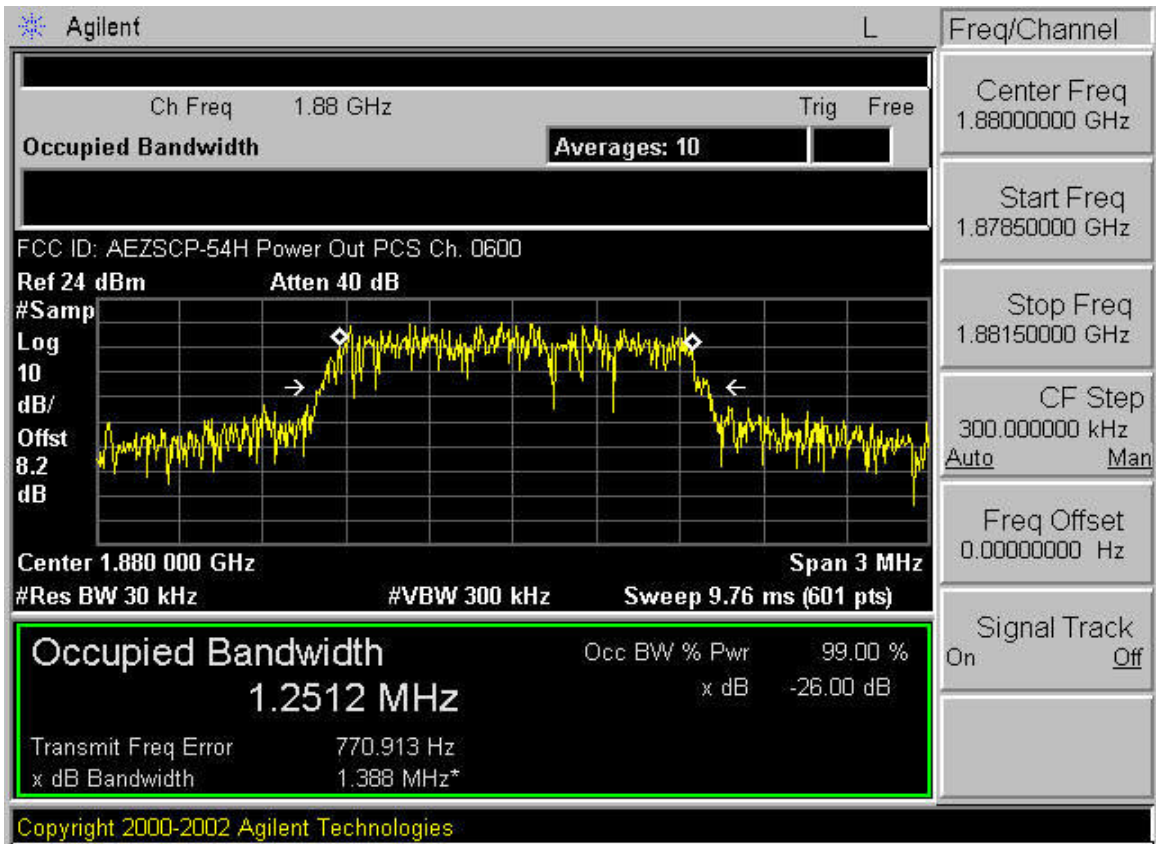 Agilent L Freq/Channel
Ch Freq 1.88 GHz Trig Free
Occupied Bandwidth Averages: 10
FCC ID: AEZSCP-54H Power Out PCS Ch. 0600
Ref 24 dBm Atten 40 dB
#Samp
Log
10
dB/
Offst
8.2
dB
Center 1.880 000 GHz Span 3 MHz
#Res BW 30 kHz #VBW 300 kHz Sweep 9.76 ms (601 pts)
Occupied Bandwidth Occ BW % Pwr 99.00 %
1.2512 MHz x dB -26.00 dB
Transmit Freq Error 770.913 Hz
x dB Bandwidth 1.388 MHz*
Center Freq
1.88000000 GHz
Start Freq
1.87850000 GHz
Stop Freq
1.88150000 GHz
CF Step
300.000000 kHz
Auto Man
Freq Offset
0.00000000 Hz
Signal Track
On Off
Copyright 2000-2002 Agilent Technologies